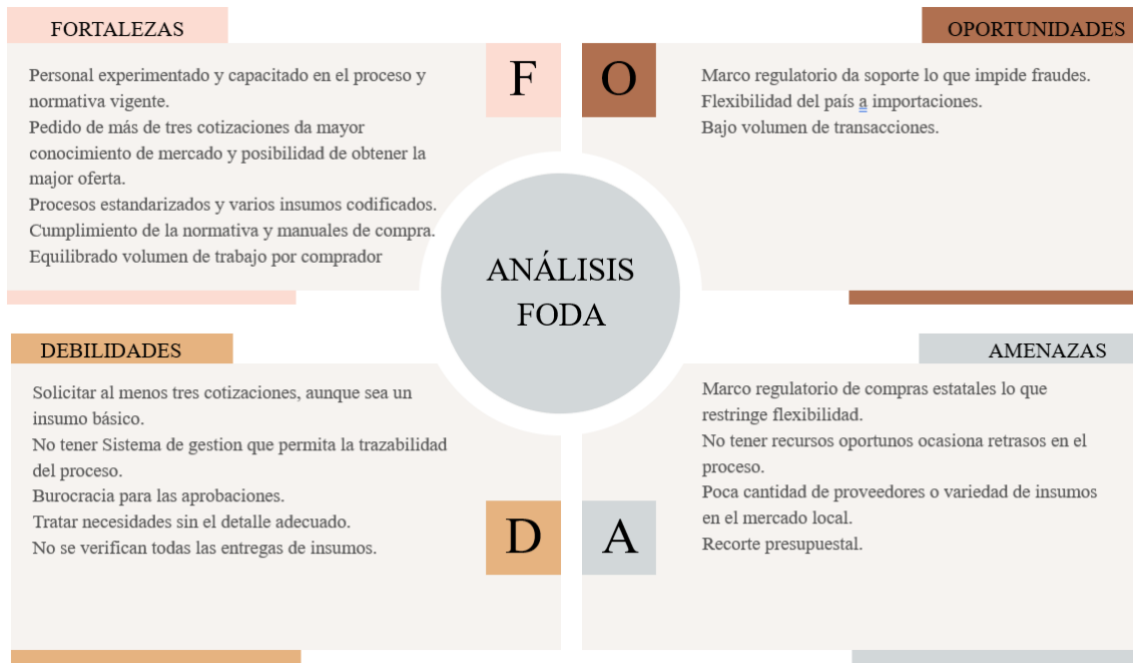 FORTALEZAS
F
Personal experimentado y capacitado en el proceso y
normativa vigente.
Pedido de más de tres cotizaciones da mayor
conocimiento de mercado y posibilidad de obtener la
major oferta.
Procesos estandarizados y varios insumos codificados.
Cumplimiento de la normativa y manuales de compra.
Equilibrado volumen de trabajo por comprador
OPORTUNIDADES
O
Marco regulatorio da soporte lo que impide fraudes.
Flexibilidad del país a importaciones.
Bajo volumen de transacciones.
ANÁLISIS
FODA
DEBILIDADES
Solicitar al menos tres cotizaciones, aunque sea un
insumo básico.
No tener Sistema de gestion que permita la trazabilidad
del proceso.
Burocracia para las aprobaciones.
Tratar necesidades sin el detalle adecuado.
No se verifican todas las entregas de insumos.
D
AMENAZAS
Marco regulatorio de compras estatales lo que
restringe flexibilidad.
No tener recursos oportunos ocasiona retrasos en el
proceso.
Poca cantidad de proveedores o variedad de insumos
en el mercado local.
Recorte presupuestal.
A